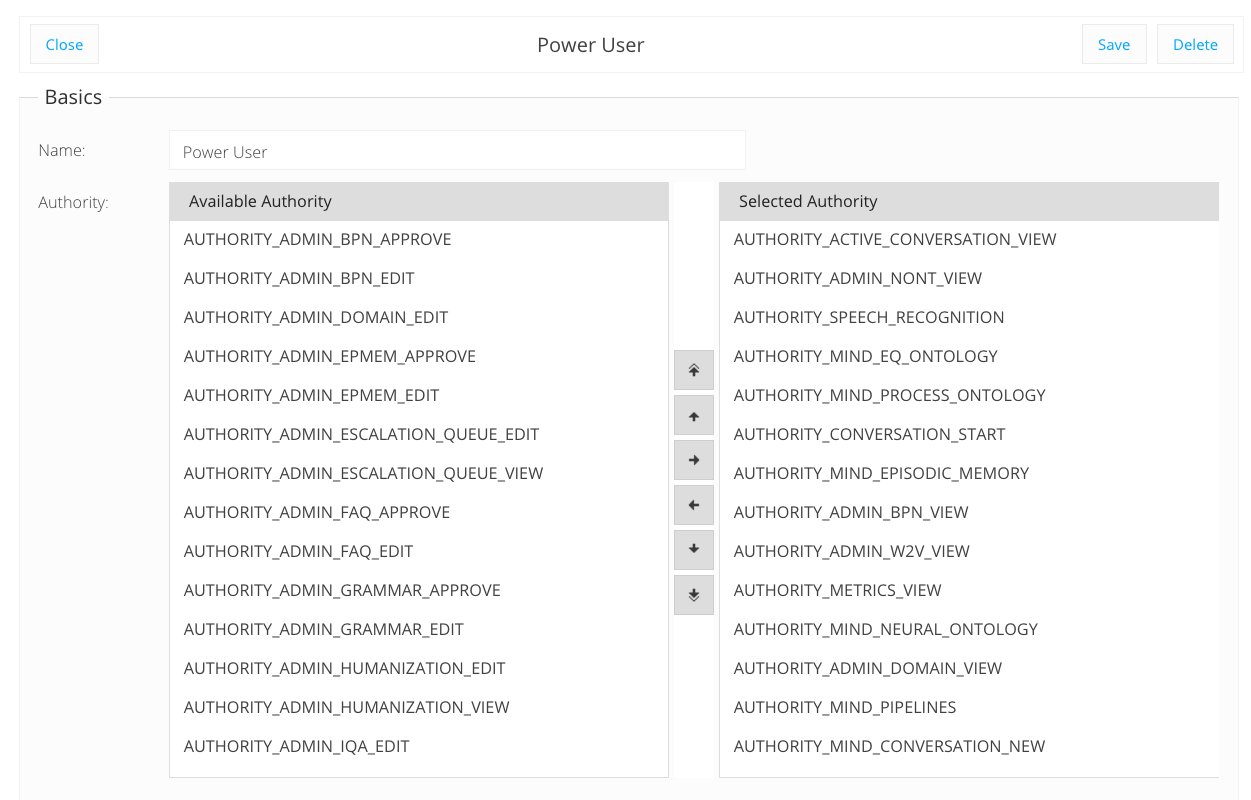 Close
Power User
Save
Delete
Basics
Name:
Power User
Authority:
Available Authority
AUTHORITY_ADMIN_BPN_APPROVE
AUTHORITY_ADMIN_BPN_EDIT
AUTHORITY_ADMIN_DOMAIN_EDIT
AUTHORITY_ADMIN_EPMEM_APPROVE
AUTHORITY_ADMIN_EPMEM_EDIT
AUTHORITY_ADMIN_ESCALATION_QUEUE_EDIT
AUTHORITY_ADMIN_ESCALATION_QUEUE_VIEW
AUTHORITY_ADMIN_FAQ_APPROVE
AUTHORITY_ADMIN_FAQ_EDIT
AUTHORITY_ADMIN_GRAMMAR_APPROVE
AUTHORITY_ADMIN_GRAMMAR_EDIT
AUTHORITY_ADMIN_HUMANIZATION_EDIT
AUTHORITY_ADMIN_HUMANIZATION_VIEW
AUTHORITY_ADMIN_IQA_EDIT
Selected Authority
AUTHORITY_ACTIVE_CONVERSATION_VIEW
AUTHORITY_ADMIN_NONT_VIEW
AUTHORITY_SPEECH_RECOGNITION
AUTHORITY_MIND_EQ_ONTOLOGY
AUTHORITY_MIND_PROCESS_ONTOLOGY
AUTHORITY_CONVERSATION_START
AUTHORITY_MIND_EPISODIC_MEMORY
AUTHORITY_ADMIN_BPN_VIEW
AUTHORITY_ADMIN_W2V_VIEW
AUTHORITY_METRICS_VIEW
AUTHORITY_MIND_NEURAL_ONTOLOGY
AUTHORITY_ADMIN_DOMAIN_VIEW
AUTHORITY_MIND_PIPELINES
AUTHORITY_MIND_CONVERSATION_NEW